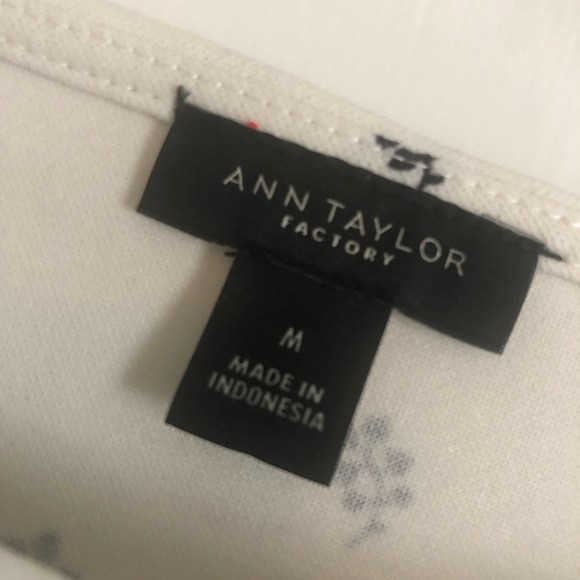 ANN TAYLOR
FACTORY
M
MADE IN
INDONESIA